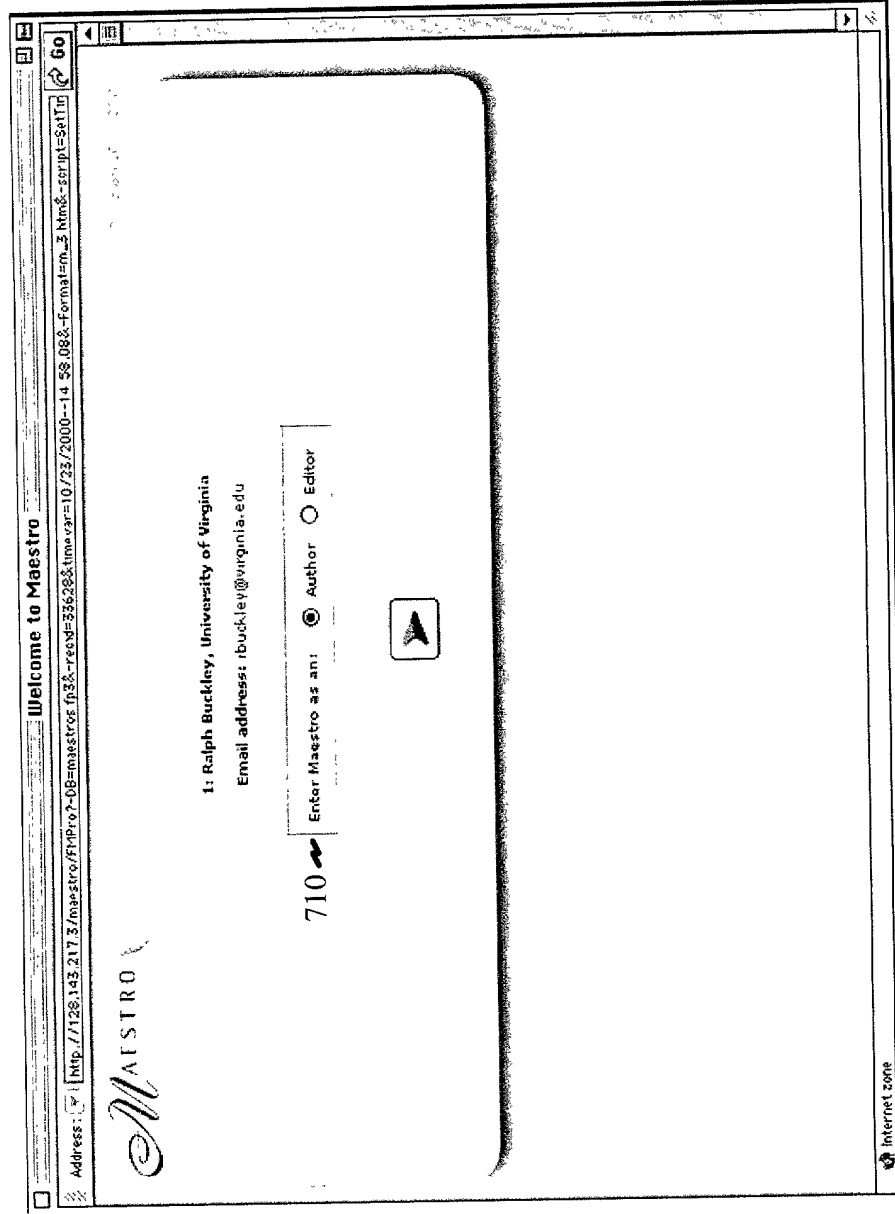 Welcome to Maestro
Address: http://128.143.217.3/maestro/FMPro?-DB=maestros.fp3&-recid=33628&timevar=10/23/2000--14 58.08&-Format=m_3.htm&-script=SetTim Go
MAESTRO
1: Ralph Buckley, University of Virginia
Email address: rbuckley@virginia.edu
710 Enter Maestro as an: Author Editor
Internet zone